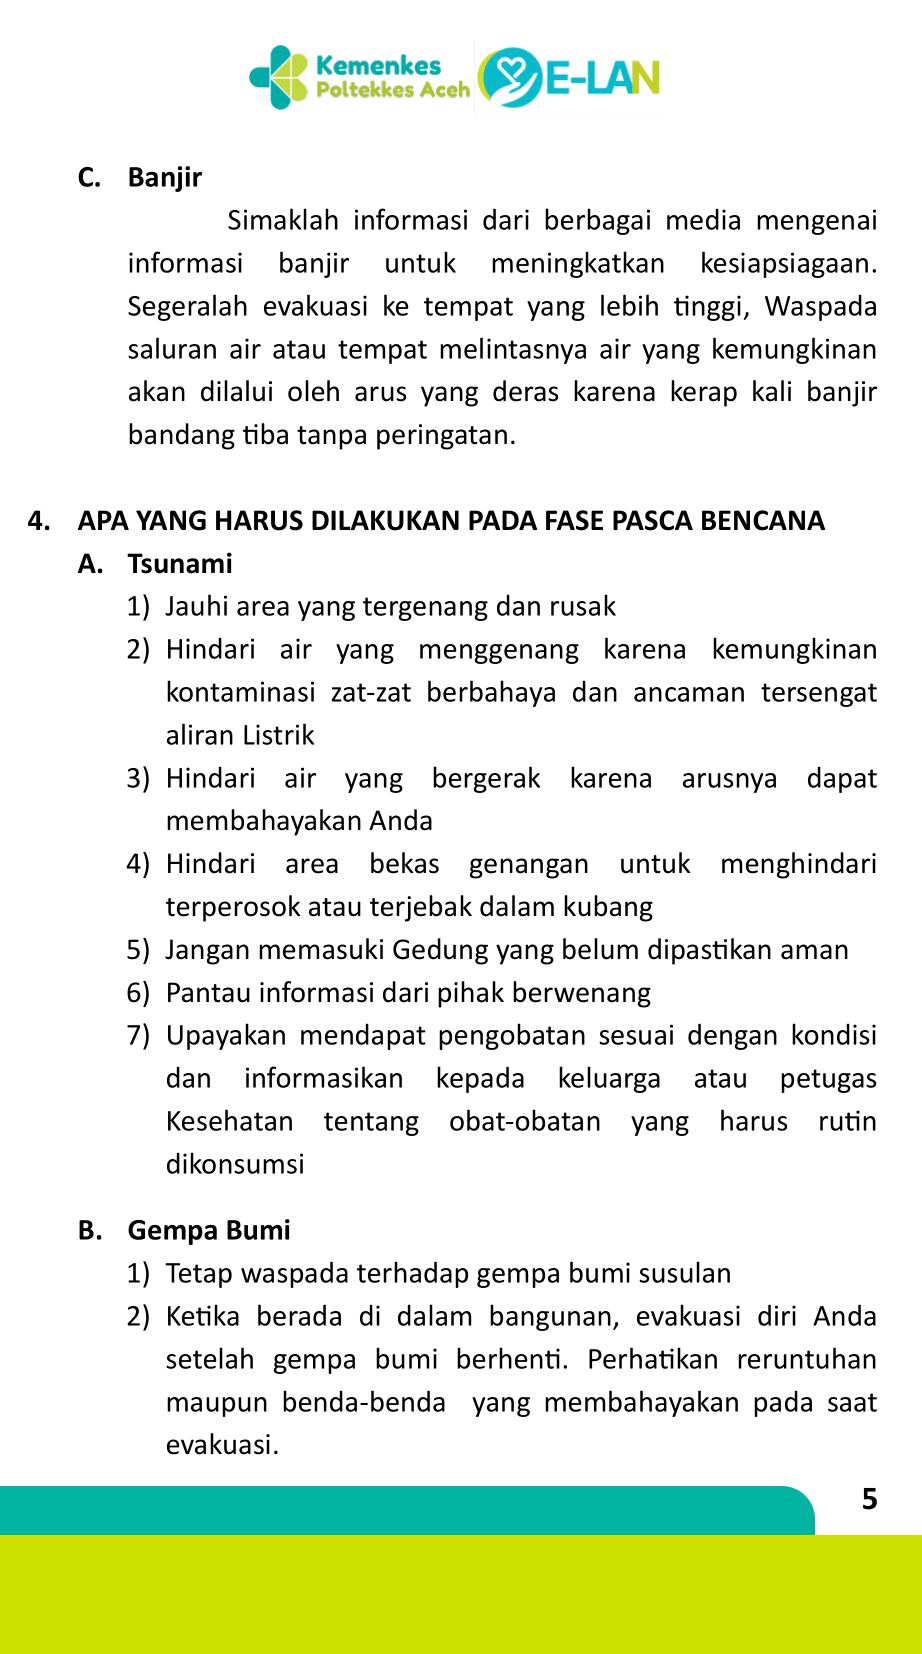 Kemenkes
Poltekkes Aceh
E-LAN
C. Banjir
Simaklah informasi dari berbagai media mengenai
informasi banjir untuk meningkatkan kesiapsiagaan.
Segeralah evakuasi ke tempat yang lebih tinggi, Waspada
saluran air atau tempat melintasnya air yang kemungkinan
akan dilalui oleh arus yang deras karena kerap kali banjir
bandang tiba tanpa peringatan.
4. APA YANG HARUS DILAKUKAN PADA FASE PASCA BENCANA
A. Tsunami
1) Jauhi area yang tergenang dan rusak
2) Hindari air yang menggenang karena kemungkinan
kontaminasi zat-zat berbahaya dan ancaman tersengat
aliran Listrik
3) Hindari air yang bergerak karena arusnya dapat
membahayakan Anda
4) Hindari area bekas genangan untuk menghindari
terperosok atau terjebak dalam kubang
5) Jangan memasuki Gedung yang belum dipastikan aman
6) Pantau informasi dari pihak berwenang
7) Upayakan mendapat pengobatan sesuai dengan kondisi
dan informasikan kepada keluarga atau petugas
Kesehatan tentang obat-obatan yang harus rutin
dikonsumsi
B. Gempa Bumi
1) Tetap waspada terhadap gempa bumi susulan
2) Ketika berada di dalam bangunan, evakuasi diri Anda
setelah gempa bumi berhenti. Perhatikan reruntuhan
maupun benda-benda yang membahayakan pada saat
evakuasi.
5